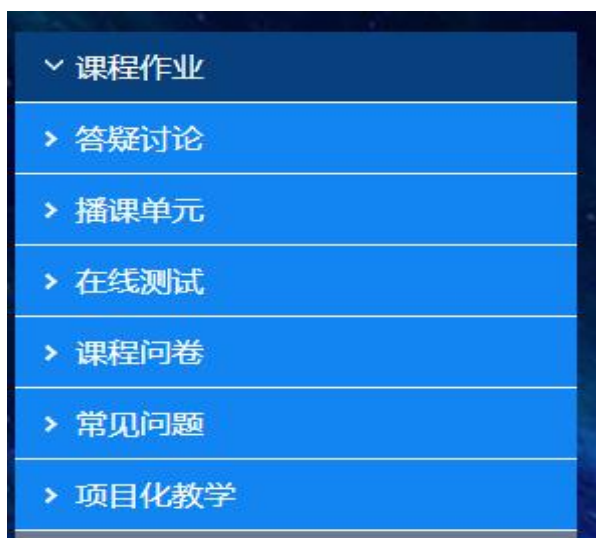 课程作业
答疑讨论
播课单元
在线测试
课程问卷
常见问题
项目化教学